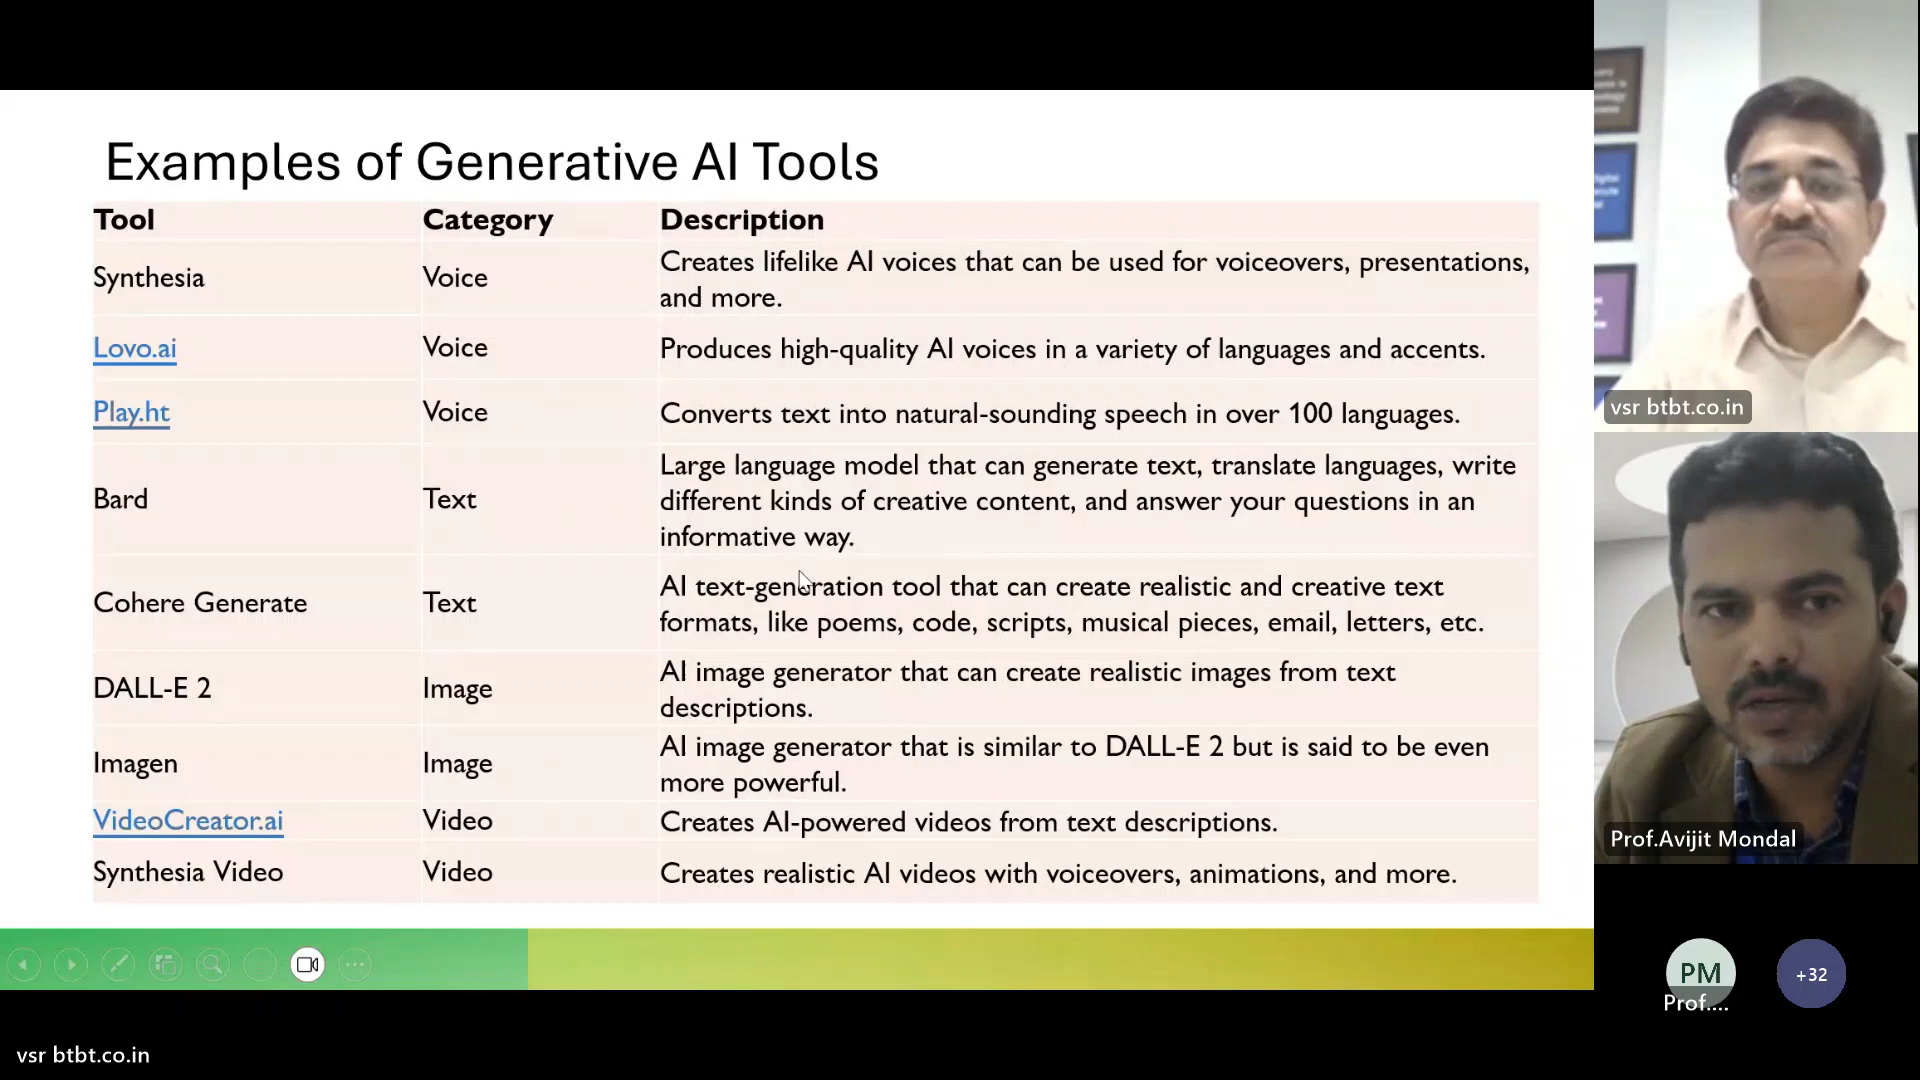 Examples of Generative AI Tools
Tool Category Description
Synthesia Voice Creates lifelike AI voices that can be used for voiceovers, presentations,
and more.
Lovo.ai Voice Produces high-quality AI voices in a variety of languages and accents.
Play.ht Voice Converts text into natural-sounding speech in over 100 languages.
Bard Text Large language model that can generate text, translate languages, write
different kinds of creative content, and answer your questions in an
informative way.
Cohere Generate Text AI text-generation tool that can create realistic and creative text
formats, like poems, code, scripts, musical pieces, email, letters, etc.
DALL-E 2 Image AI image generator that can create realistic images from text
descriptions.
Imagen Image AI image generator that is similar to DALL-E 2 but is said to be even
more powerful.
VideoCreator.ai Video Creates AI-powered videos from text descriptions.
Synthesia Video Video Creates realistic AI videos with voiceovers, animations, and more.
vsr btbt.co.in
Prof.Avijit Mondal
PM
Prof....
+32
vsr btbt.co.in